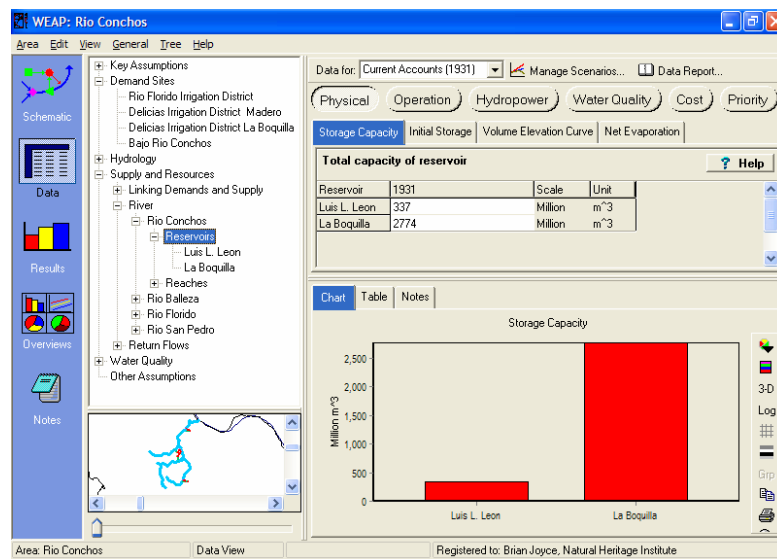 WEAP: Rio Conchos
Area Edit View General Tree Help
Schematic
Data
Results
Overviews
Notes
Key Assumptions
Demand Sites
Rio Florido Irrigation District
Delicias Irrigation District Madero
Delicias Irrigation District La Boquilla
Bajo Rio Conchos
Hydrology
Supply and Resources
Linking Demands and Supply
River
Rio Conchos
Reservoirs
Luis L. Leon
La Boquilla
Reaches
Rio Balleza
Rio Florido
Rio San Pedro
Return Flows
Water Quality
Other Assumptions
Data for: Current Accounts (1931) Manage Scenarios... Data Report...
Physical Operation Hydropower Water Quality Cost Priority
Storage Capacity Initial Storage Volume Elevation Curve Net Evaporation
Total capacity of reservoir ? Help
Reservoir 1931 Scale Unit
Luis L. Leon 337 Million m^3
La Boquilla 2774 Million m^3
Chart Table Notes
Storage Capacity
Million m^3
2,500
2,000
1,500
1,000
500
0
Luis L. Leon La Boquilla
3-D
Log
Grp
Area: Rio Conchos Data View Registered to: Brian Joyce, Natural Heritage Institute